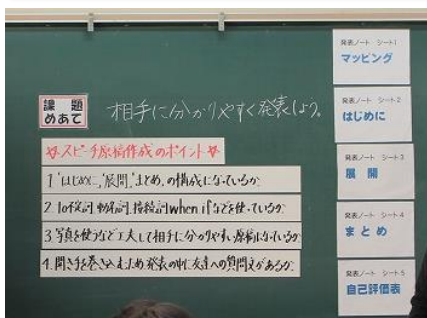 課題
めあて
相手に分かりやすく発表しよう。
☆スピーチ原稿作成のポイント☆
1.「はじめに」「展開」「まとめ」の構成になっているか。
2. to不定詞、動名詞、接続詞when ifなどを使っているか。
3.写真を使うなど工夫して相手に分かりやすい原稿になっているか
4.聞き手を巻き込むため発表の中に友達への質問文があるか。
発表ノート シート1
マッピング
発表ノート シート2
はじめに
発表ノート シート3
展開
発表ノート シート4
まとめ
発表ノート シート5
自己評価表